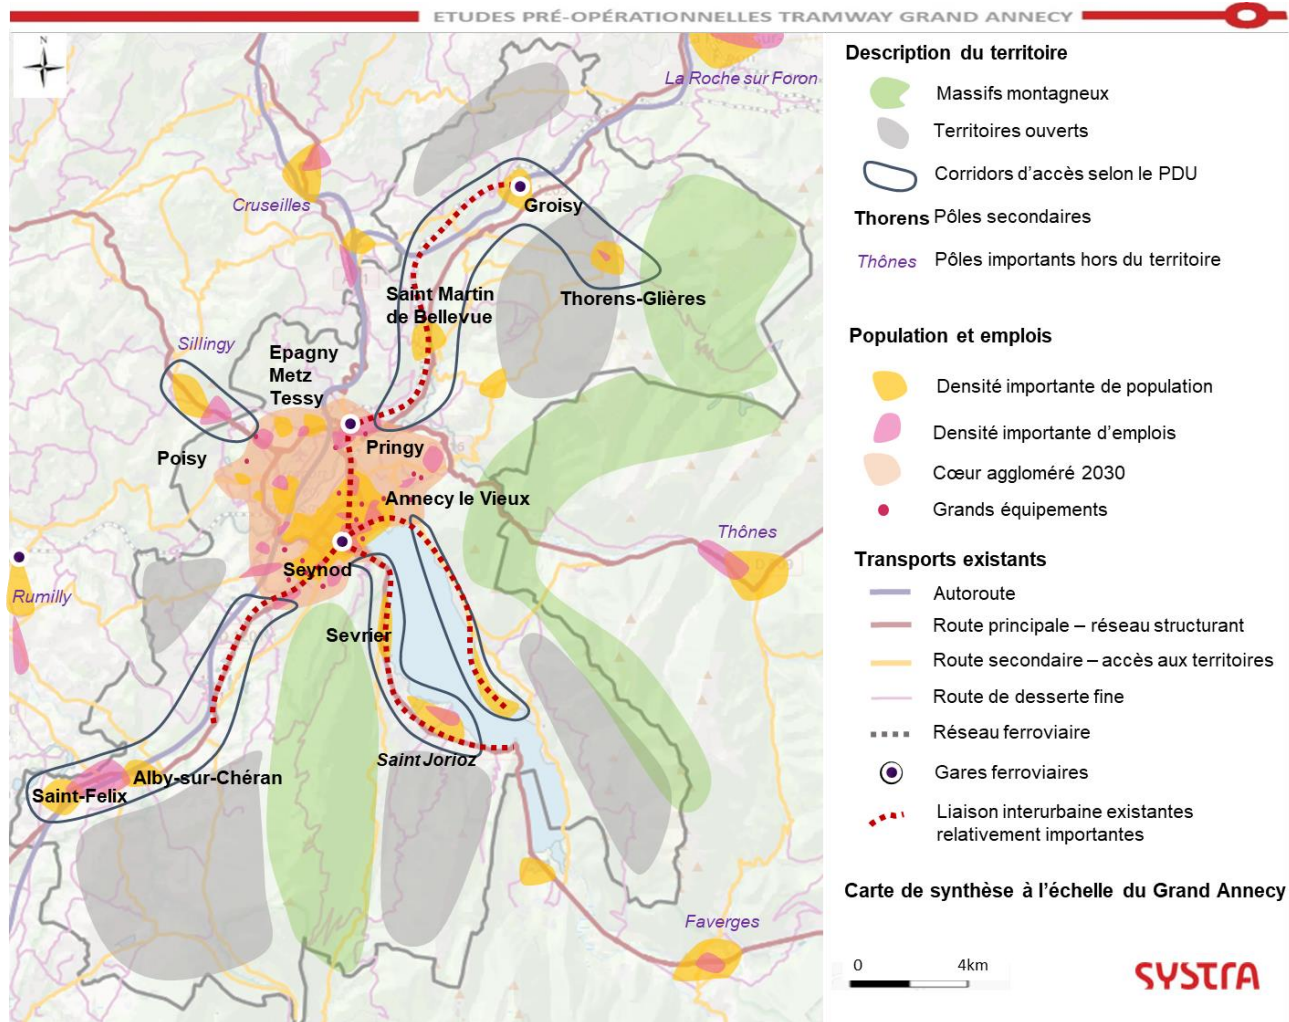 ETUDES PRÉ-OPÉRATIONNELLES TRAMWAY GRAND ANNECY
N
La Roche sur Foron
Cruseilles
Groisy
Saint Martin
de Bellevue
Thorens-Glières
Sillingy
Epagny
Metz
Tessy
Poisy
Pringy
Annecy le Vieux
Thônes
Seynod
Rumilly
Sevrier
Saint Jorioz
Alby-sur-Chéran
Saint-Felix
Faverges
Description du territoire
Massifs montagneux
Territoires ouverts
Corridors d'accès selon le PDU
Thorens Pôles secondaires
Thônes Pôles importants hors du territoire
Population et emplois
Densité importante de population
Densité importante d'emplois
Cœur aggloméré 2030
Grands équipements
Transports existants
Autoroute
Route principale – réseau structurant
Route secondaire – accès aux territoires
Route de desserte fine
Réseau ferroviaire
Gares ferroviaires
Liaison interurbaine existantes
relativement importantes
Carte de synthèse à l'échelle du Grand Annecy
0 4km
SYSTRA